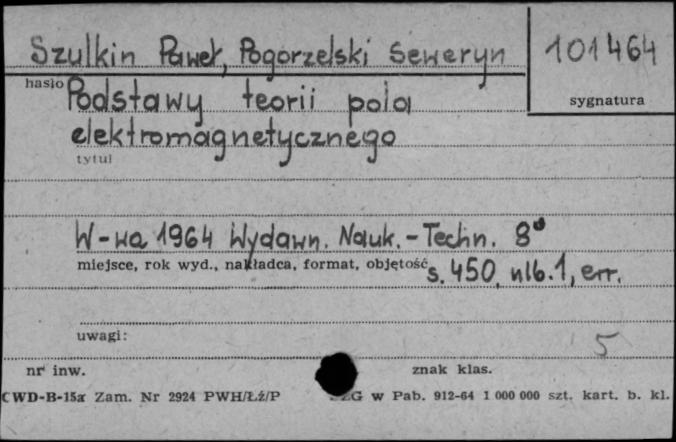 Szulkin Paweł, Pogorzelski Seweryn
101464
hasło
sygnatura
Podstawy teorii pola
elektromagnetycznego
tytuł
W-wa 1964 Wydawn. Nauk.-Techn. 8°
miejsce, rok wyd., nakładca, format, objętość
s. 450, nlb. 1, err.
uwagi:
5
nr inw.
znak klas.
CWD-B-15a Zam. Nr 2924 PWH/Łź/P
w Pab. 912-64 1 000 000 szt. kart. b. kl.